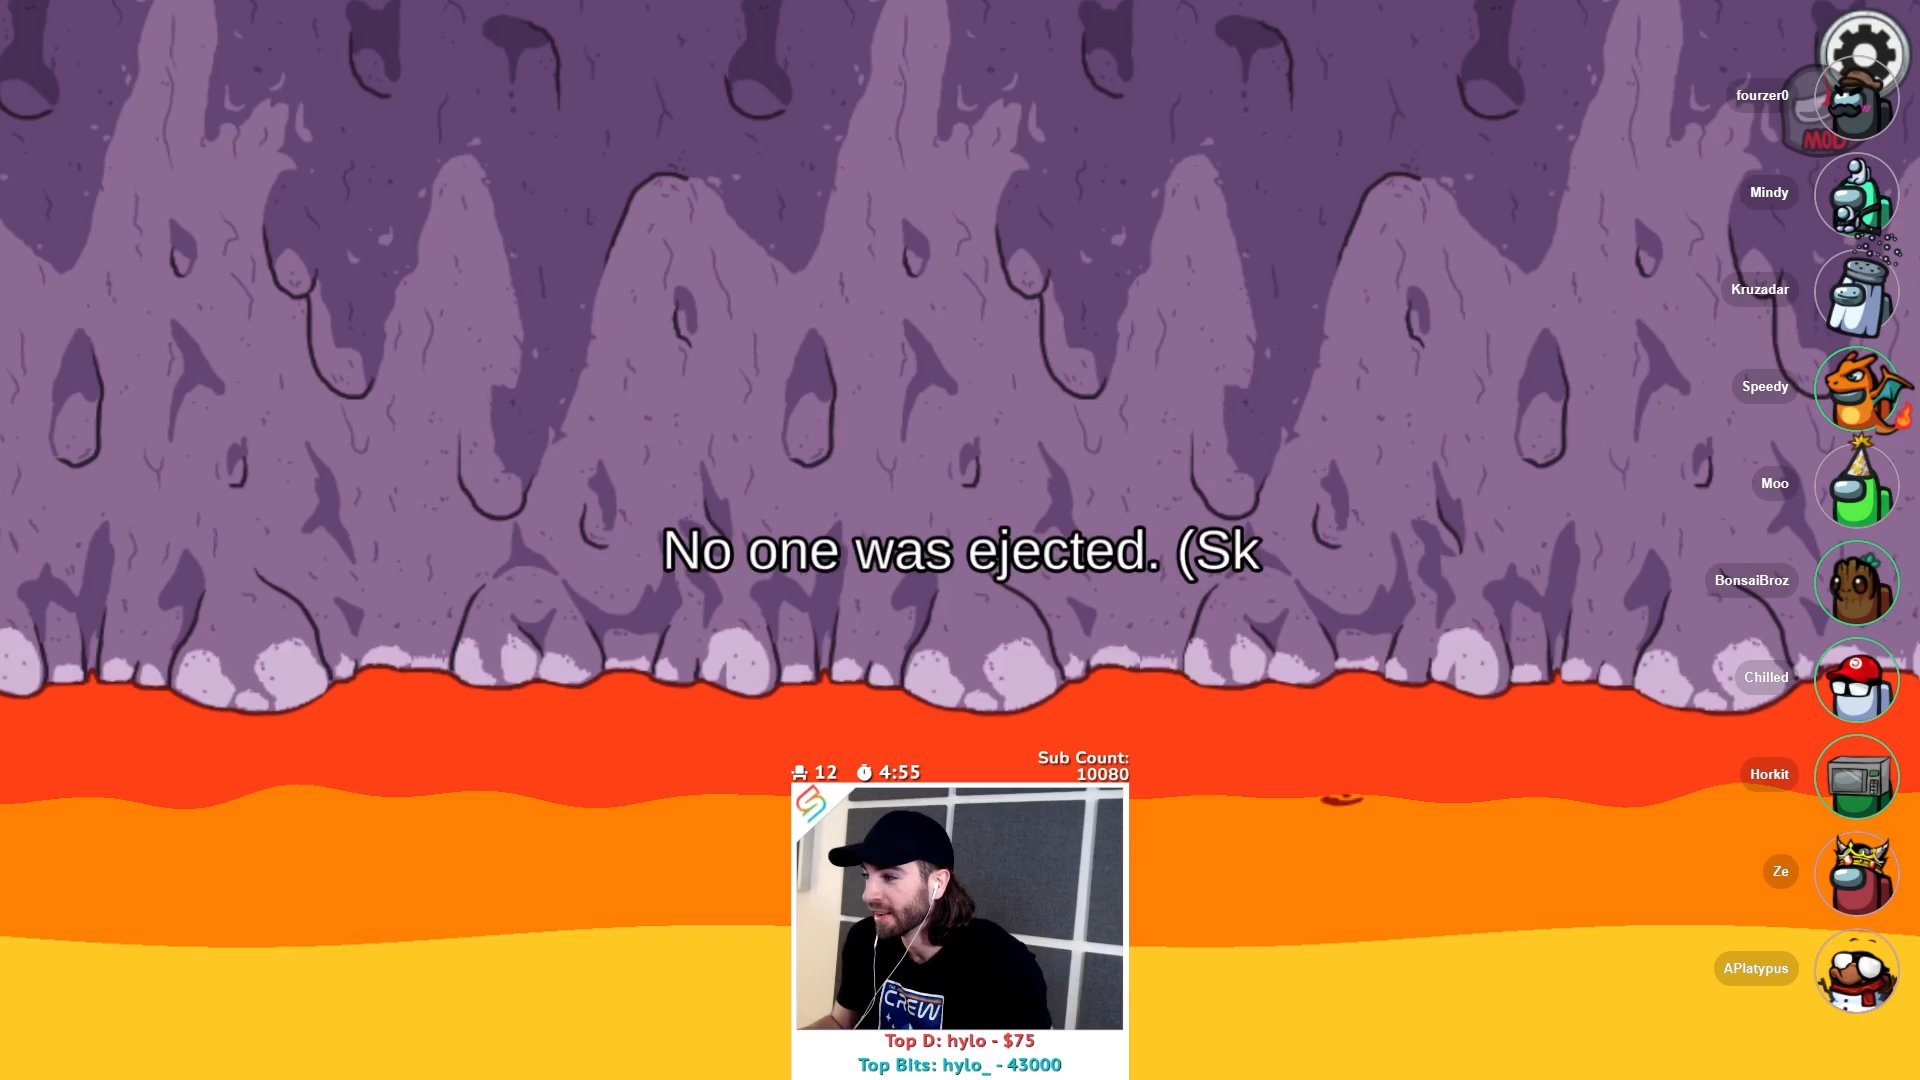 fourzer0
MOD
Mindy
Kruzadar
Speedy
Moo
No one was ejected. (Sk
BonsaiBroz
Chilled
Sub Count:
12 4:55 10080
Horkit
Ze
CREW
APlatypus
Top D: hylo - $75
Top Bits: hylo_ - 43000